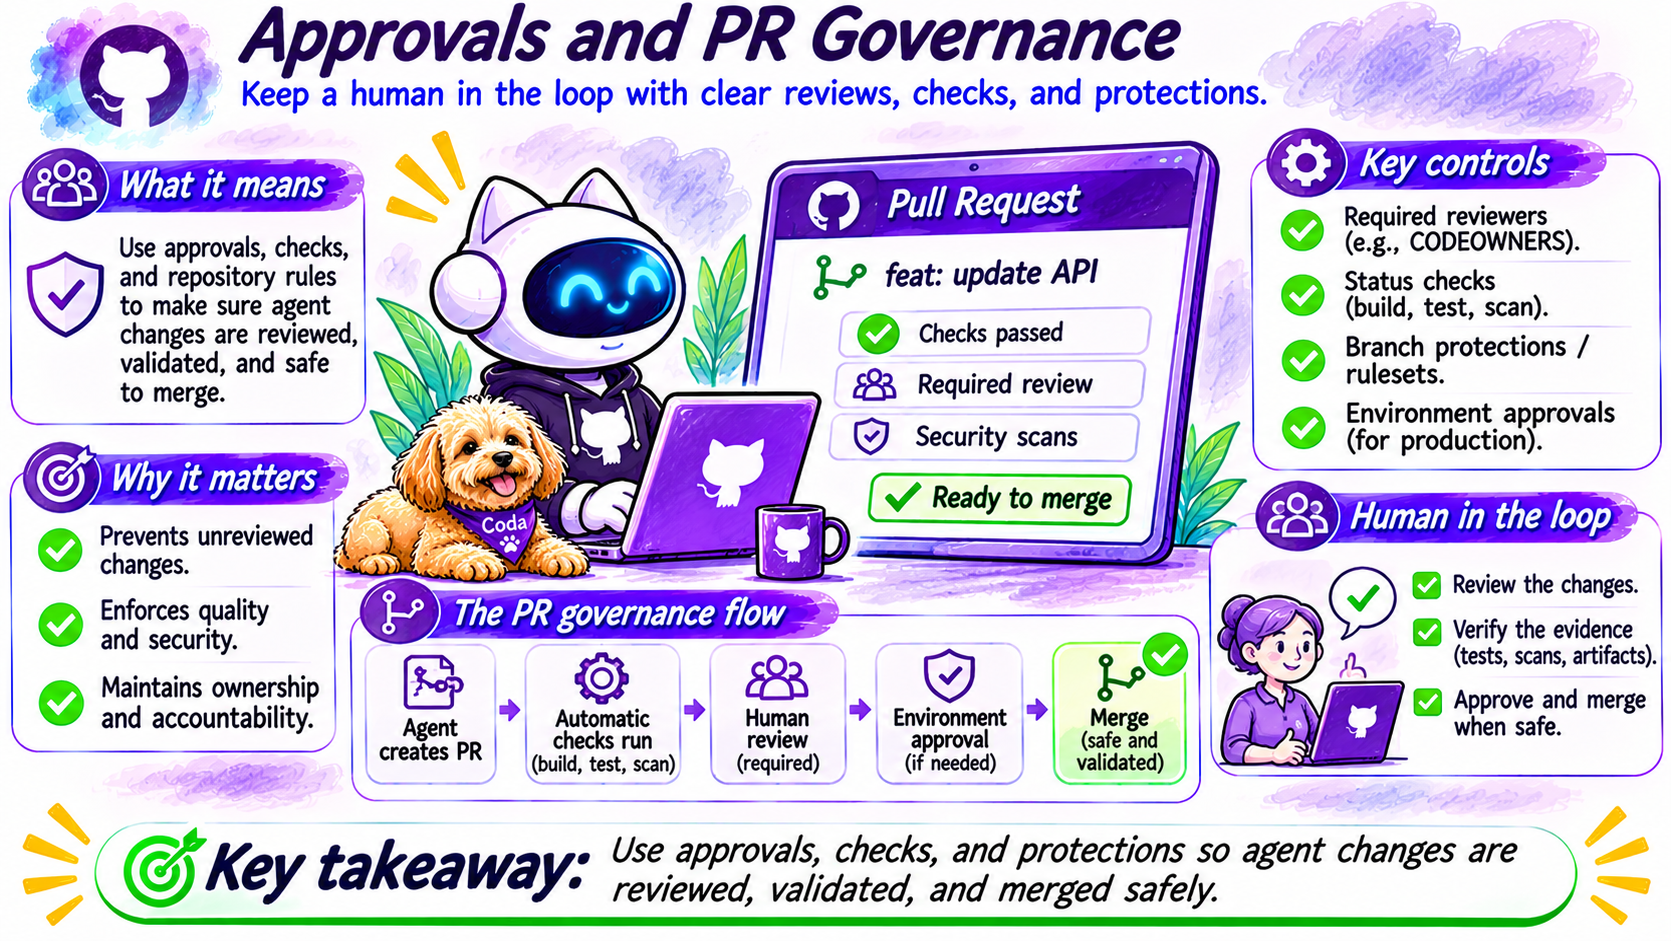 Approvals and PR Governance
Keep a human in the loop with clear reviews, checks, and protections.
What it means
Use approvals, checks,
and repository rules
to make sure agent
changes are reviewed,
validated, and safe
to merge.
Why it matters
Prevents unreviewed
changes.
Enforces quality
and security.
Maintains ownership
and accountability.
Coda
Pull Request
feat: update API
Checks passed
Required review
Security scans
Ready to merge
Key controls
Required reviewers
(e.g., CODEOWNERS).
Status checks
(build, test, scan).
Branch protections /
rulesets.
Environment approvals
(for production).
Human in the loop
Review the changes.
Verify the evidence
(tests, scans, artifacts).
Approve and merge
when safe.
The PR governance flow
Agent
creates PR
Automatic
checks run
(build, test, scan)
Human
review
(required)
Environment
approval
(if needed)
Merge
(safe and
validated)
Key takeaway:
Use approvals, checks, and protections so agent changes are
reviewed, validated, and merged safely.